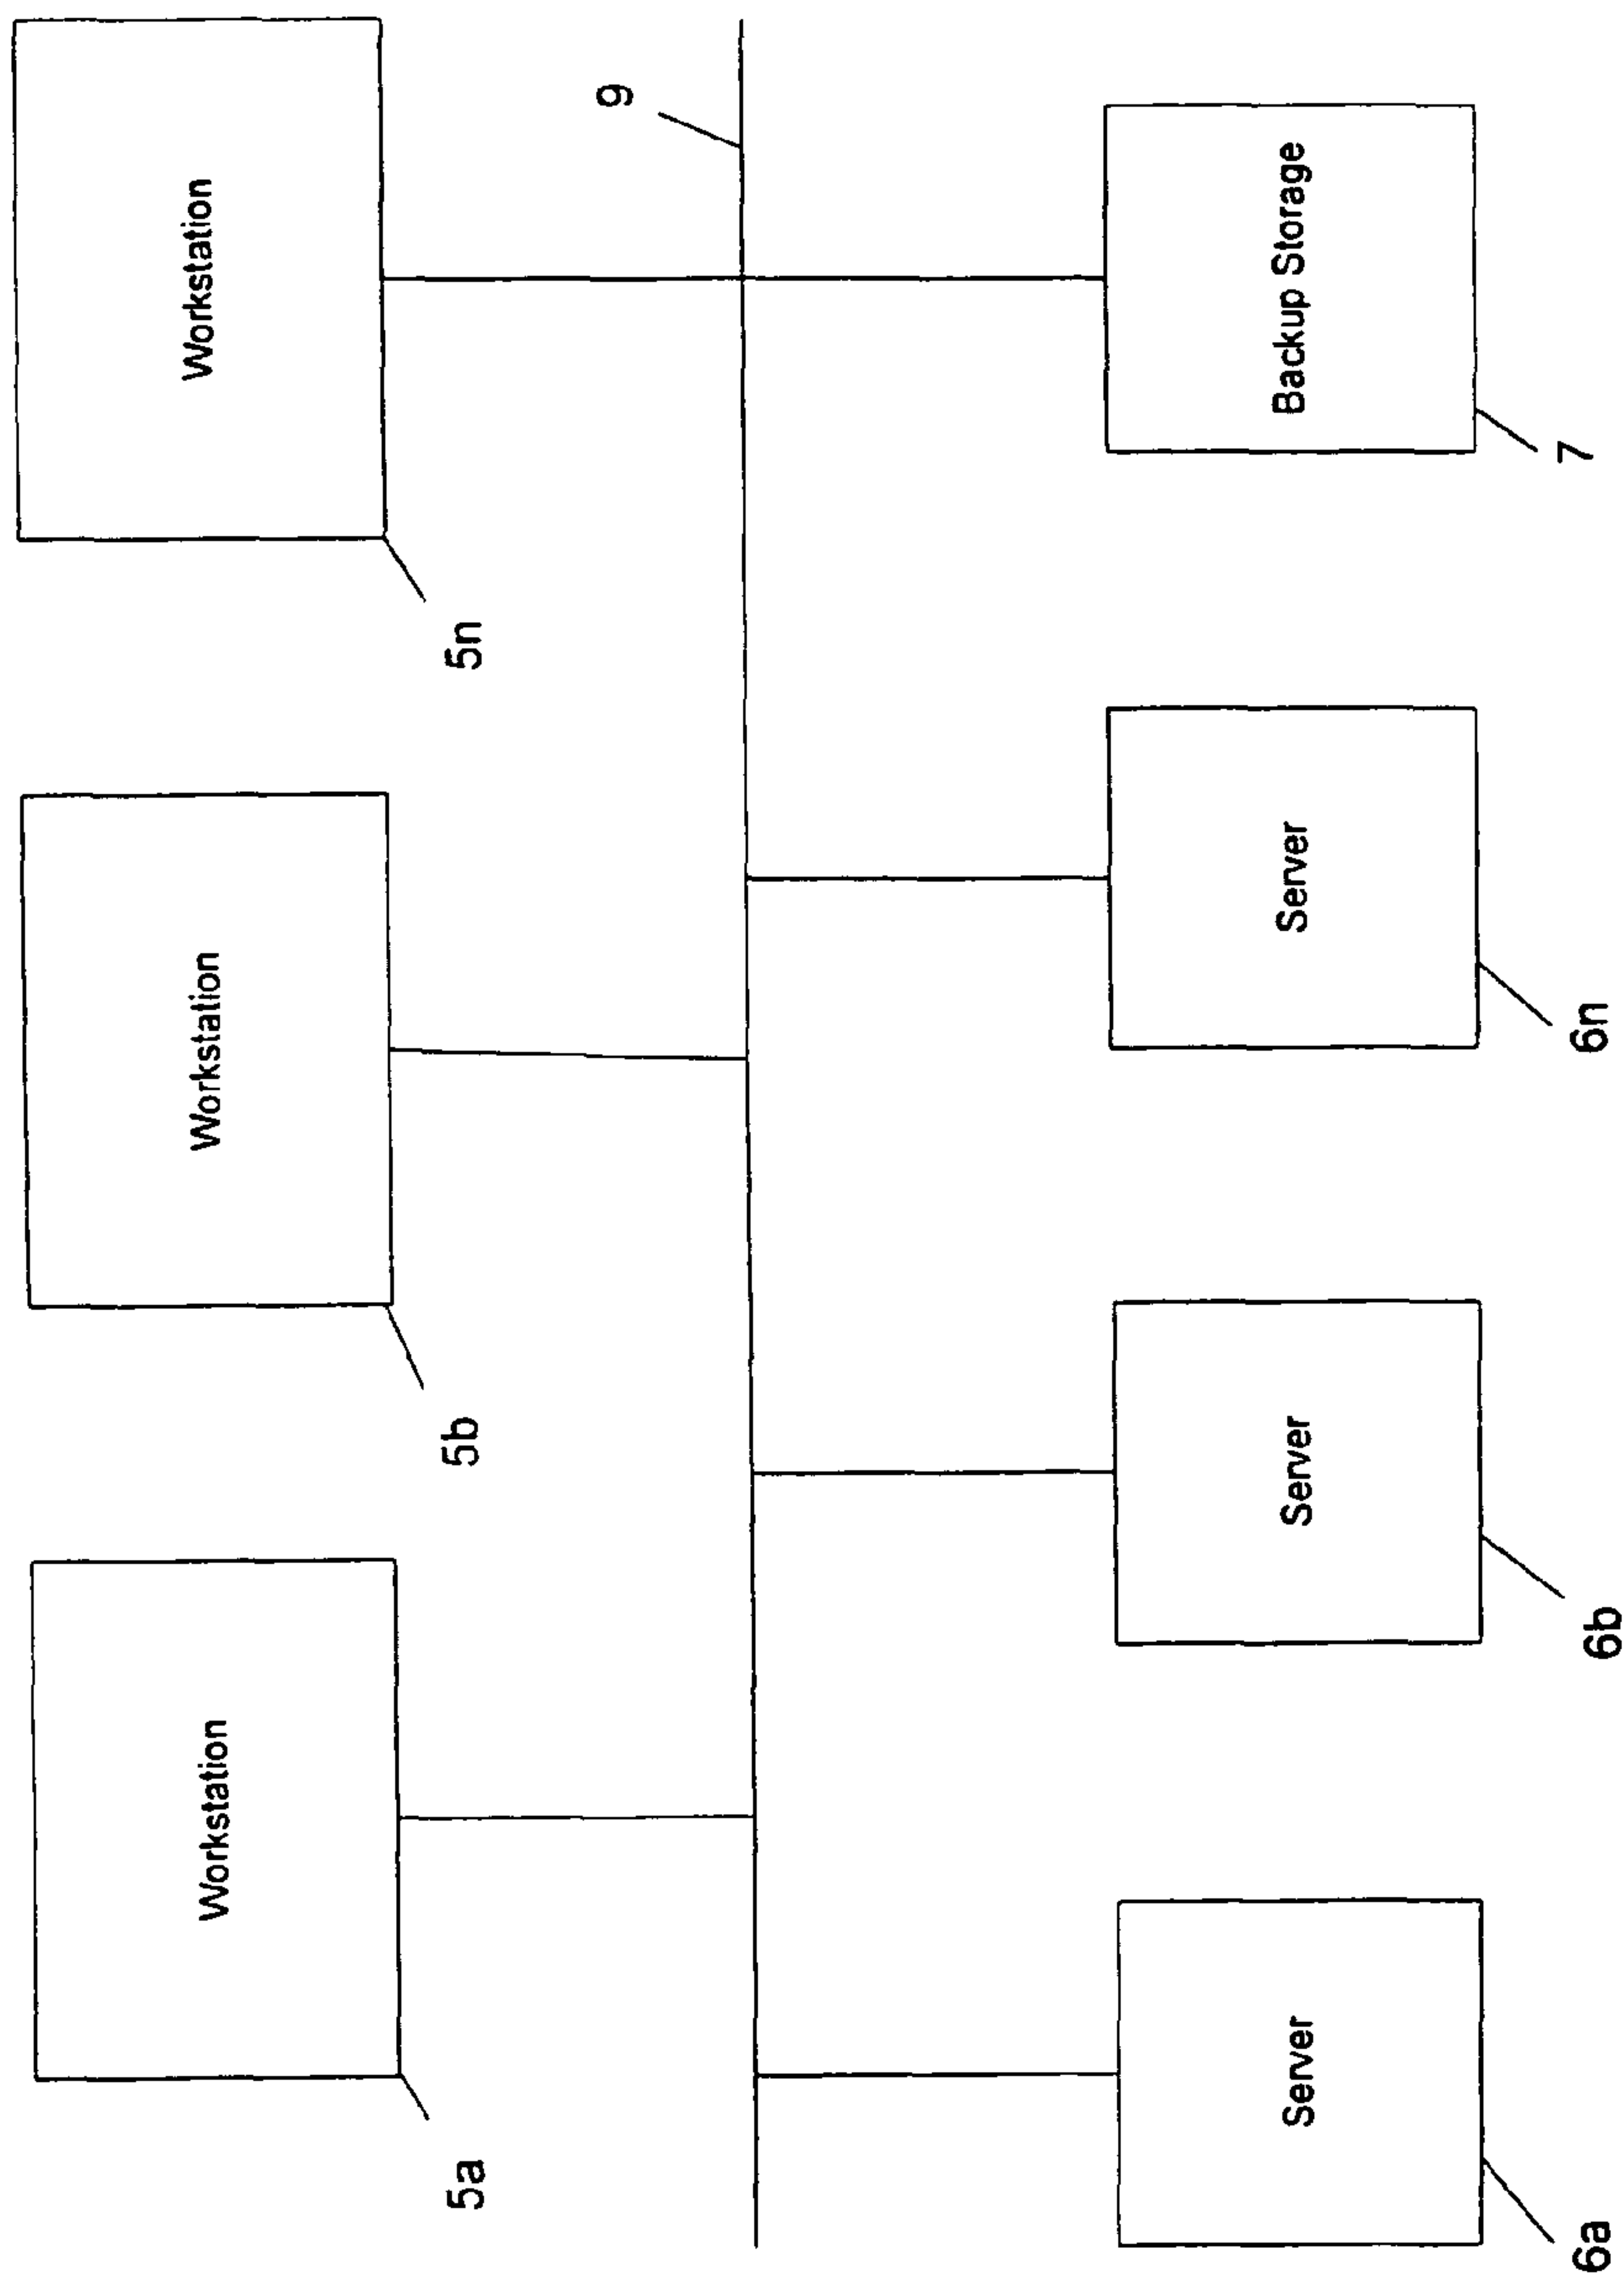 Workstation
Workstation
Workstation
5a
5b
5n
9
Server
Server
Server
Backup Storage
6a
6b
6n
7